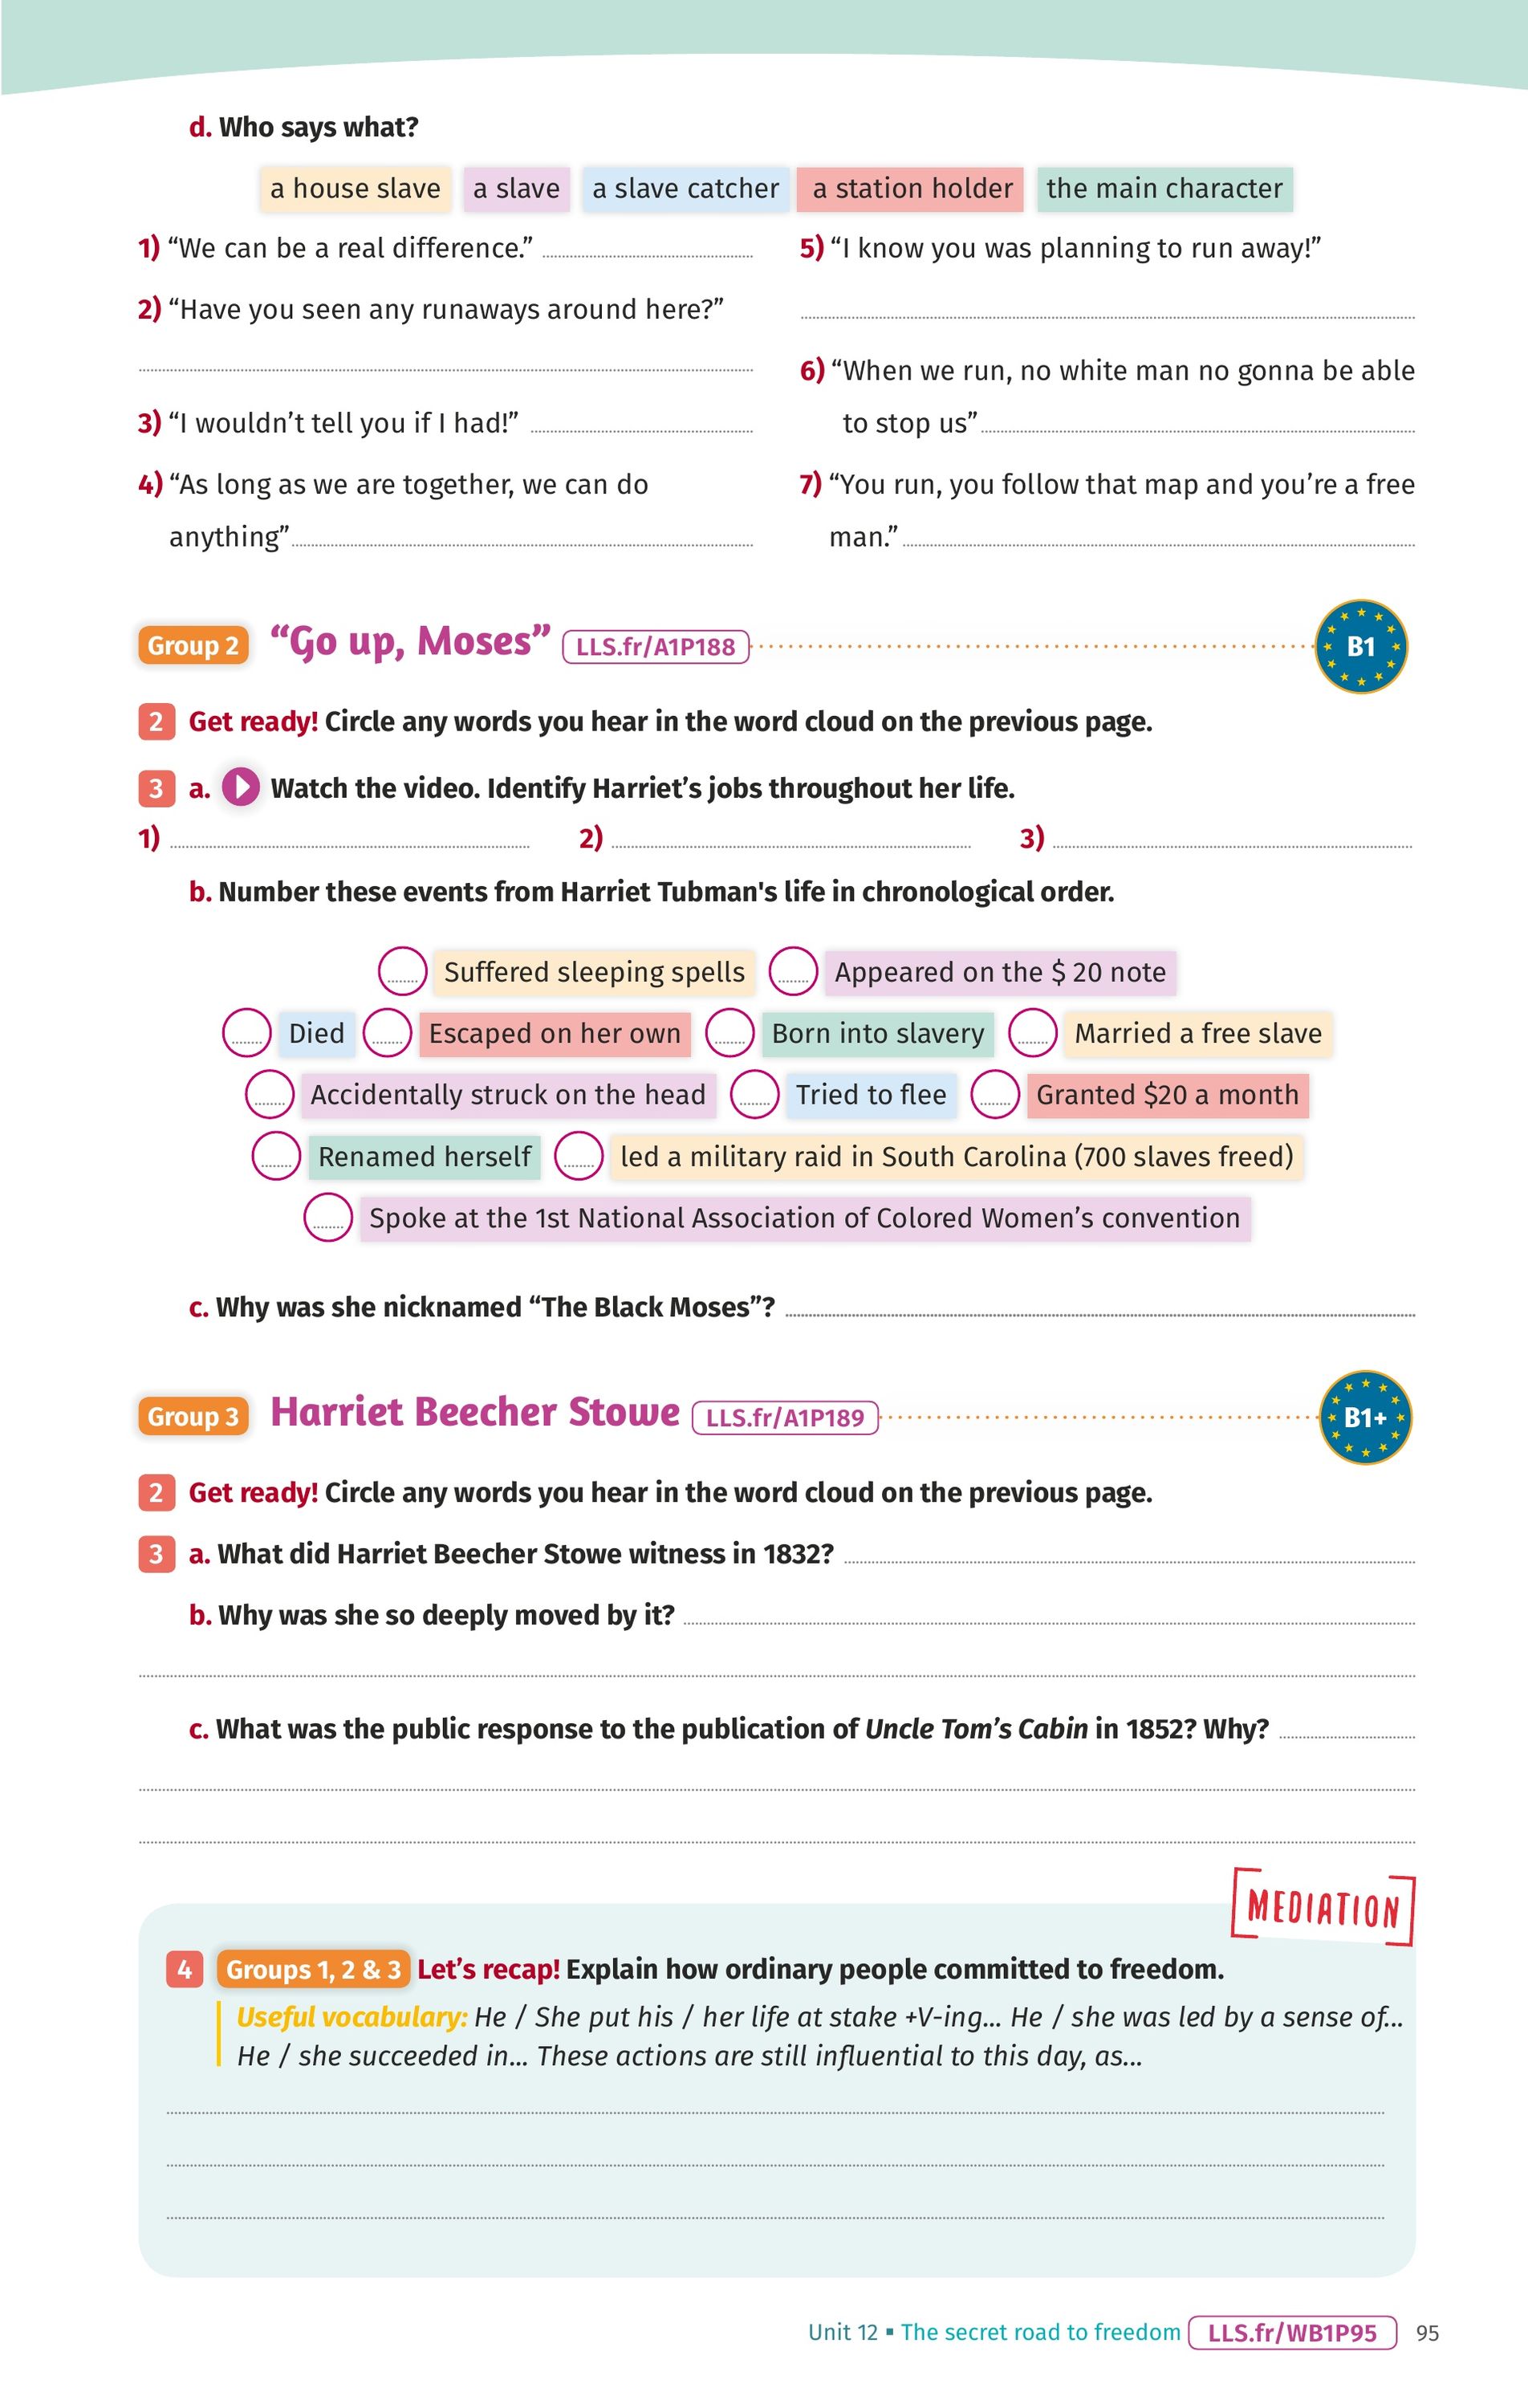 d. Who says what?
a house slave a slave a slave catcher a station holder the main character
1) “We can be a real difference.”
2) “Have you seen any runaways around here?”
3) “I wouldn’t tell you if I had!”
4) “As long as we are together, we can do
anything”
5) “I know you was planning to run away!”
6) “When we run, no white man no gonna be able
to stop us”
7) “You run, you follow that map and you’re a free
man.”
Group 2 “Go up, Moses” LLS.fr/A1P188 B1
2 Get ready! Circle any words you hear in the word cloud on the previous page.
3 a. Watch the video. Identify Harriet’s jobs throughout her life.
1) 2) 3)
b. Number these events from Harriet Tubman's life in chronological order.
Suffered sleeping spells Appeared on the $ 20 note
Died Escaped on her own Born into slavery Married a free slave
Accidentally struck on the head Tried to flee Granted $20 a month
Renamed herself led a military raid in South Carolina (700 slaves freed)
Spoke at the 1st National Association of Colored Women’s convention
c. Why was she nicknamed “The Black Moses”?
Group 3 Harriet Beecher Stowe LLS.fr/A1P189 B1+
2 Get ready! Circle any words you hear in the word cloud on the previous page.
3 a. What did Harriet Beecher Stowe witness in 1832?
b. Why was she so deeply moved by it?
c. What was the public response to the publication of Uncle Tom’s Cabin in 1852? Why?
MEDIATION
4 Groups 1, 2 & 3 Let’s recap! Explain how ordinary people committed to freedom.
Useful vocabulary: He / She put his / her life at stake +V-ing... He / she was led by a sense of...
He / she succeeded in... These actions are still influential to this day, as...
Unit 12 ▪ The secret road to freedom LLS.fr/WB1P95 95